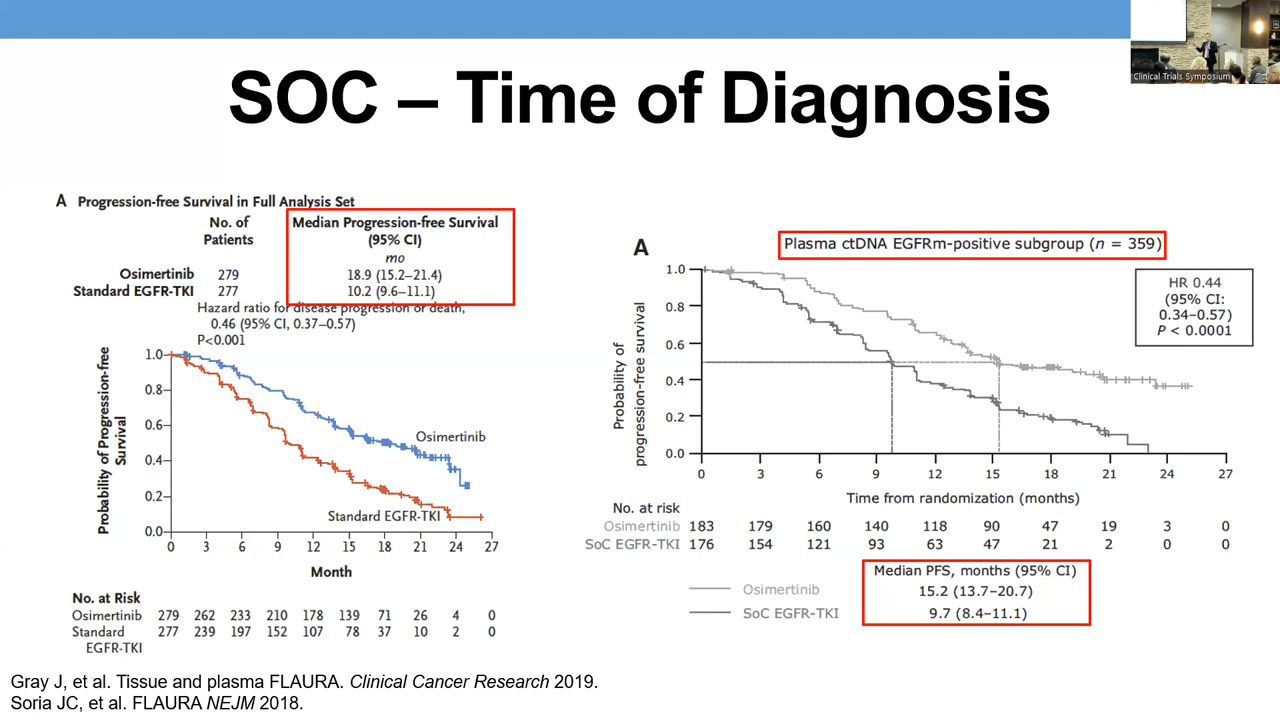 Clinical Trials Symposium
SOC – Time of Diagnosis
A Progression-free Survival in Full Analysis Set
No. of Patients
Median Progression-free Survival (95% CI)
mo
Osimertinib 279 18.9 (15.2–21.4)
Standard EGFR-TKI 277 10.2 (9.6–11.1)
Hazard ratio for disease progression or death,
0.46 (95% CI, 0.37–0.57)
P<0.001
Probability of Progression-free Survival
1.0
0.8
0.6
0.4
0.2
0.0
Osimertinib
Standard EGFR-TKI
0 3 6 9 12 15 18 21 24 27
Month
No. at Risk
Osimertinib 279 262 233 210 178 139 71 26 4 0
Standard EGFR-TKI 277 239 197 152 107 78 37 10 2 0
A
Plasma ctDNA EGFRm-positive subgroup (n = 359)
HR 0.44
(95% CI:
0.34–0.57)
P < 0.0001
Probability of progression-free survival
1.0
0.8
0.6
0.4
0.2
0.0
0 3 6 9 12 15 18 21 24 27
Time from randomization (months)
No. at risk
Osimertinib 183 179 160 140 118 90 47 19 3 0
SoC EGFR-TKI 176 154 121 93 63 47 21 2 0 0
Median PFS, months (95% CI)
Osimertinib 15.2 (13.7–20.7)
SoC EGFR-TKI 9.7 (8.4–11.1)
Gray J, et al. Tissue and plasma FLAURA. Clinical Cancer Research 2019.
Soria JC, et al. FLAURA NEJM 2018.